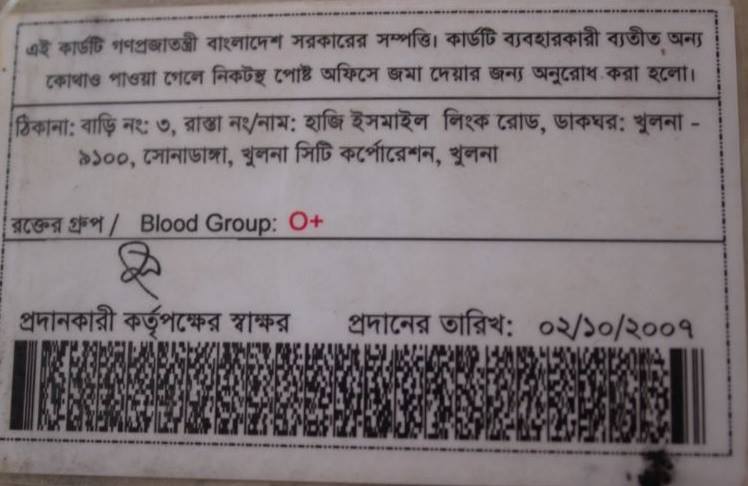 এই কার্ডটি গণপ্রজাতন্ত্রী বাংলাদেশ সরকারের সম্পত্তি। কার্ডটি ব্যবহারকারী ব্যতীত অন্য
কোথাও পাওয়া গেলে নিকটস্থ পোষ্ট অফিসে জমা দেয়ার জন্য অনুরোধ করা হলো।
ঠিকানা: বাড়ি নং: ৩, রাস্তা নং/নাম: হাজি ইসমাইল লিংক রোড, ডাকঘর: খুলনা -
৯১০০, সোনাডাঙ্গা, খুলনা সিটি কর্পোরেশন, খুলনা
রক্তের গ্রুপ / Blood Group: O+
প্রদানকারী কর্তৃপক্ষের স্বাক্ষর প্রদানের তারিখ: ০২/১০/২০০৭